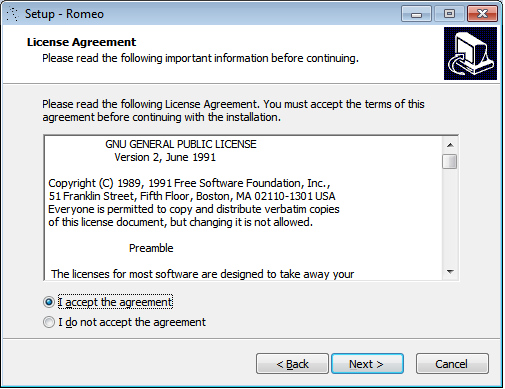 Setup - Romeo
License Agreement
Please read the following important information before continuing.
Please read the following License Agreement. You must accept the terms of this
agreement before continuing with the installation.
GNU GENERAL PUBLIC LICENSE
Version 2, June 1991
Copyright (C) 1989, 1991 Free Software Foundation, Inc.,
51 Franklin Street, Fifth Floor, Boston, MA 02110-1301 USA
Everyone is permitted to copy and distribute verbatim copies
of this license document, but changing it is not allowed.
Preamble
The licenses for most software are designed to take away your
I accept the agreement
I do not accept the agreement
< Back
Next >
Cancel